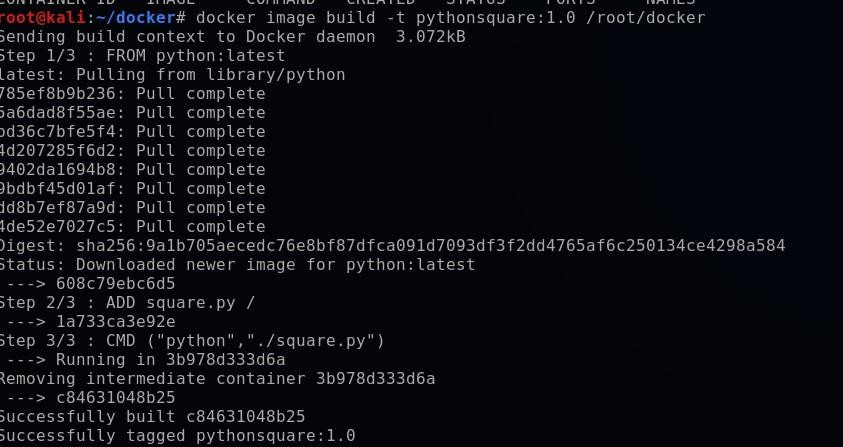 CONTAINER ID   IMAGE     COMMAND   CREATED   STATUS    PORTS     NAMES
root@kali:~/docker# docker image build -t pythonsquare:1.0 /root/docker
Sending build context to Docker daemon  3.072kB
Step 1/3 : FROM python:latest
latest: Pulling from library/python
785ef8b9b236: Pull complete
5a6dad8f55ae: Pull complete
bd36c7bfe5f4: Pull complete
4d207285f6d2: Pull complete
9402da1694b8: Pull complete
9bdbf45d01af: Pull complete
dd8b7ef87a9d: Pull complete
4de52e7027c5: Pull complete
Digest: sha256:9a1b705aecedc76e8bf87dfca091d7093df3f2dd4765af6c250134ce4298a584
Status: Downloaded newer image for python:latest
 ---> 608c79ebc6d5
Step 2/3 : ADD square.py /
 ---> 1a733ca3e92e
Step 3/3 : CMD ("python","./square.py")
 ---> Running in 3b978d333d6a
Removing intermediate container 3b978d333d6a
 ---> c84631048b25
Successfully built c84631048b25
Successfully tagged pythonsquare:1.0